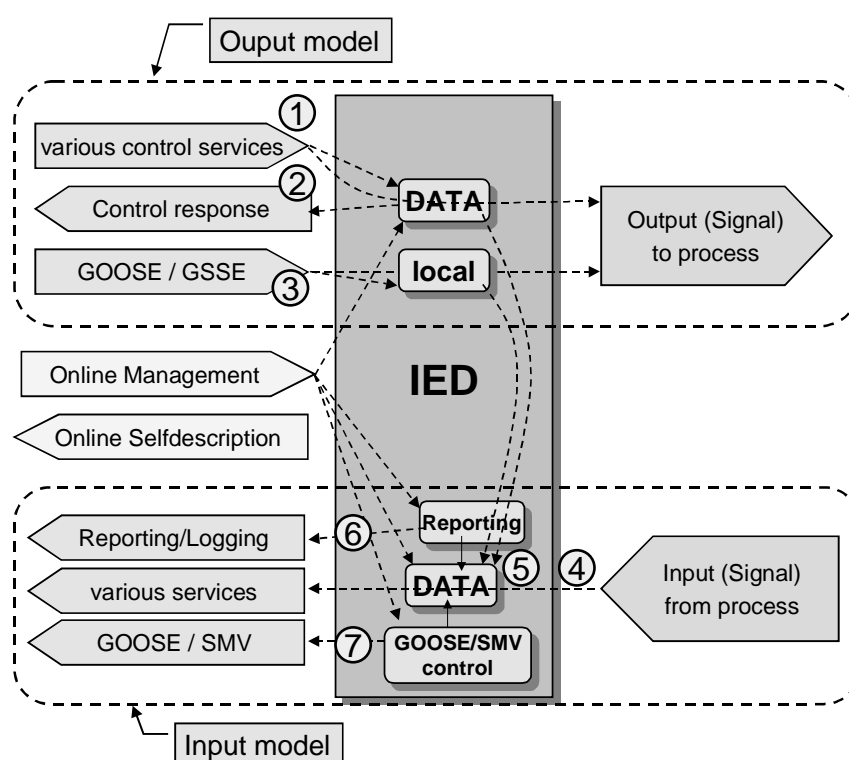 Ouput model
1
various control services
2
DATA
Control response
Output (Signal)
to process
GOOSE / GSSE
3
local
Online Management
IED
Online Selfdescription
Reporting
Reporting/Logging
6
various services
DATA
5
4
Input (Signal)
from process
GOOSE / SMV
7
GOOSE/SMV
control
Input model